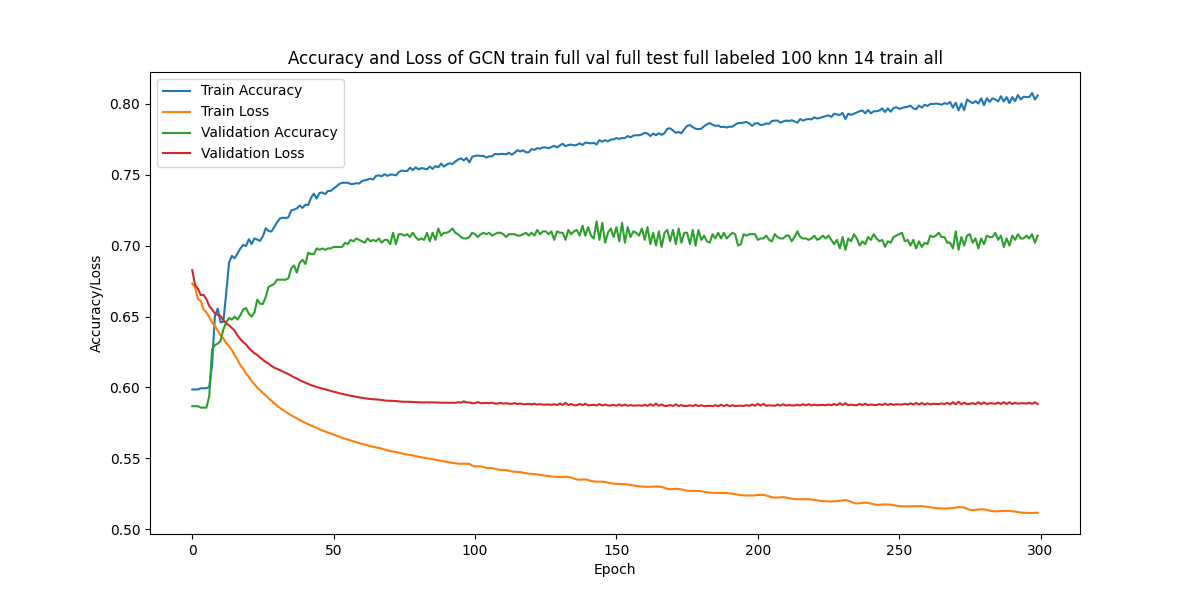 Accuracy and Loss of GCN train full val full test full labeled 100 knn 14 train all
Train Accuracy
Train Loss
Validation Accuracy
Validation Loss
Accuracy/Loss
0.80
0.75
0.70
0.65
0.60
0.55
0.50
0 50 100 150 200 250 300
Epoch